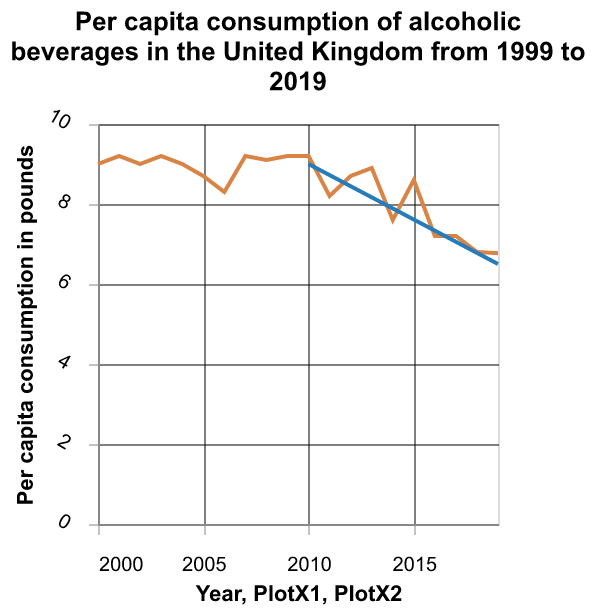 Per capita consumption of alcoholic
beverages in the United Kingdom from 1999 to
2019
Per capita consumption in pounds
10
8
6
4
2
0
2000 2005 2010 2015
Year, PlotX1, PlotX2